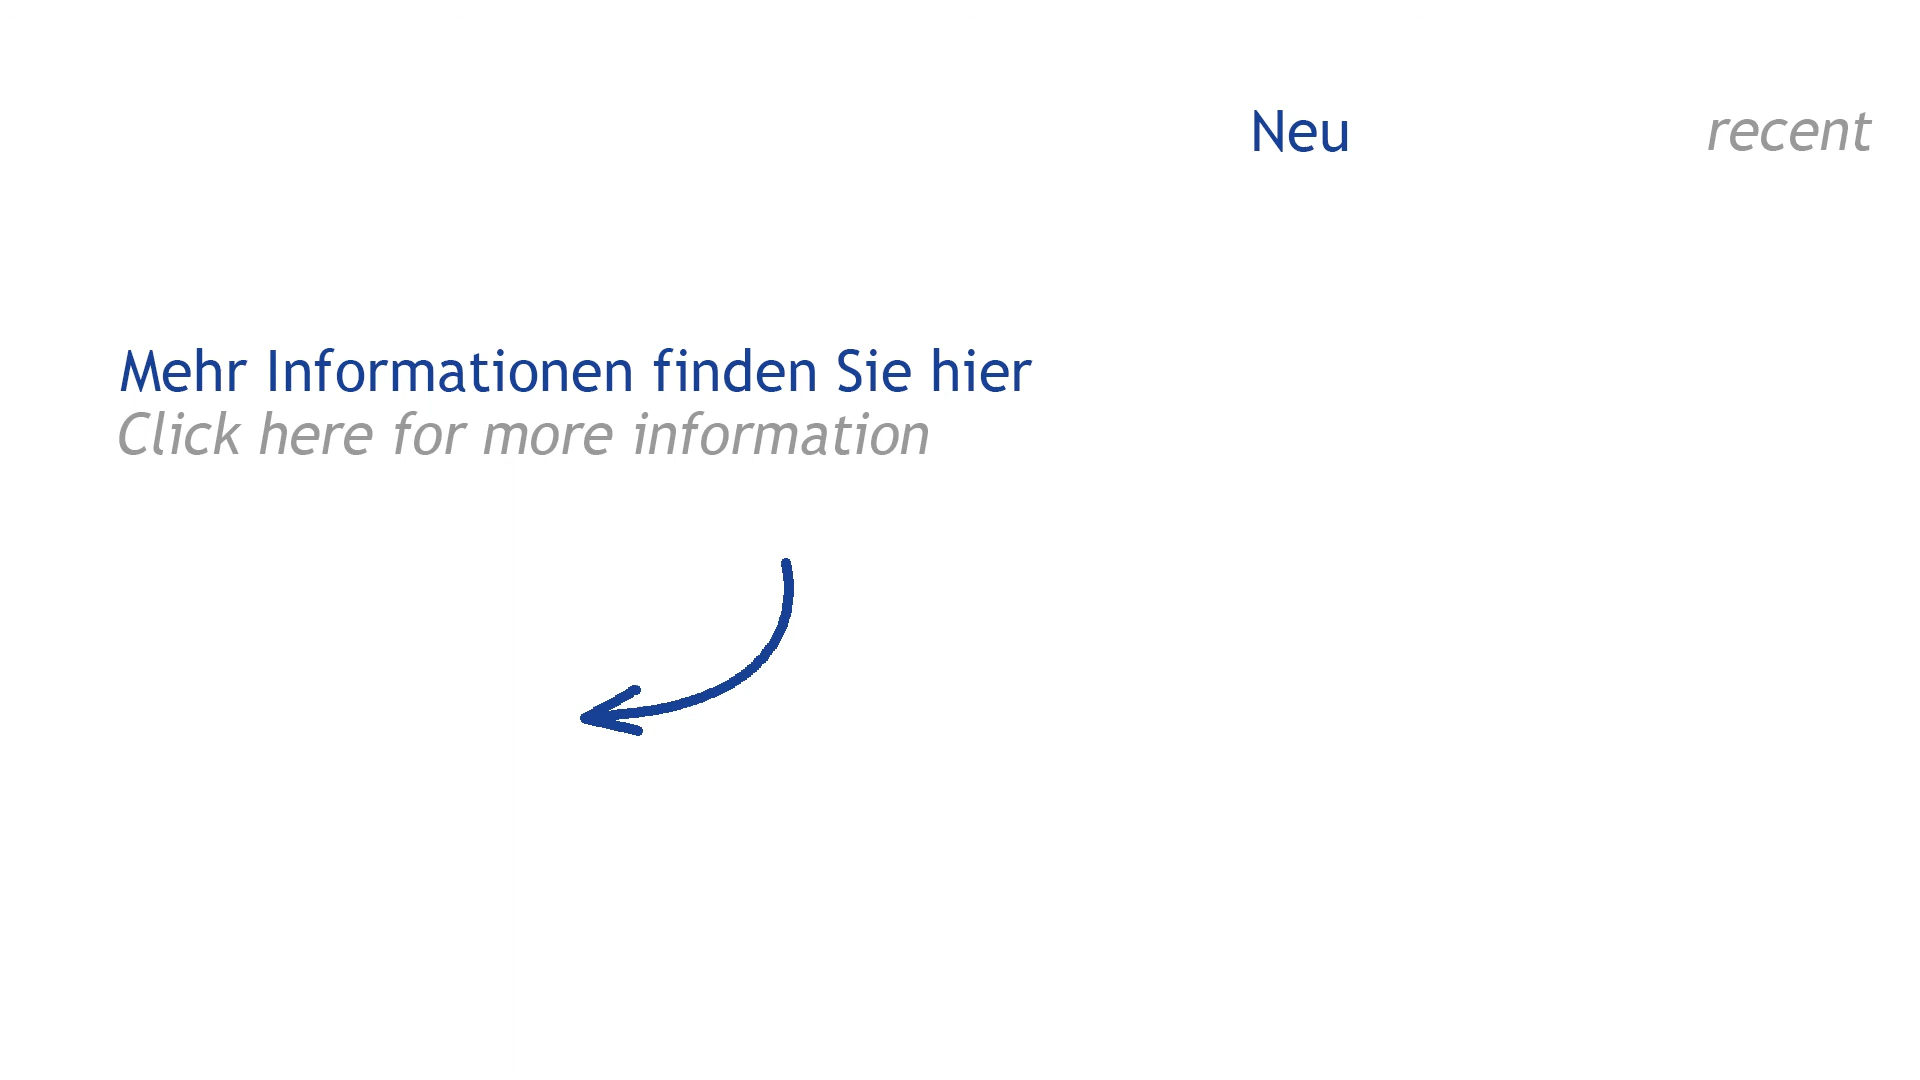 Neu recent
Mehr Informationen finden Sie hier
Click here for more information